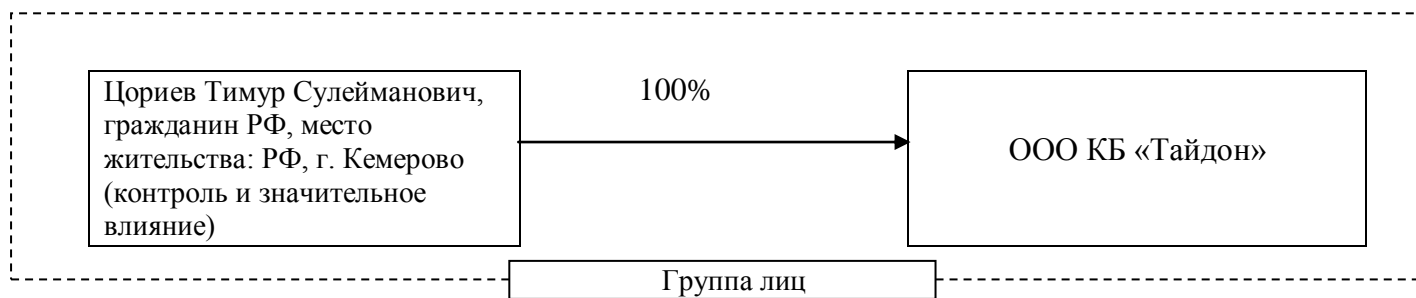 Цориев Тимур Сулейманович,
гражданин РФ, место
жительства: РФ, г. Кемерово
(контроль и значительное
влияние)
100%
ООО КБ «Тайдон»
Группа лиц